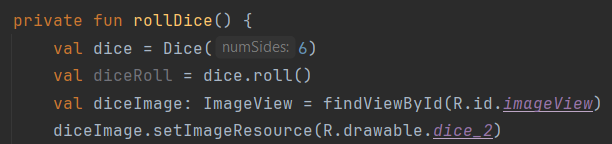 private fun rollDice() {
val dice = Dice( numSides: 6)
val diceRoll = dice.roll()
val diceImage: ImageView = findViewById(R.id.imageView)
diceImage.setImageResource(R.drawable.dice_2)